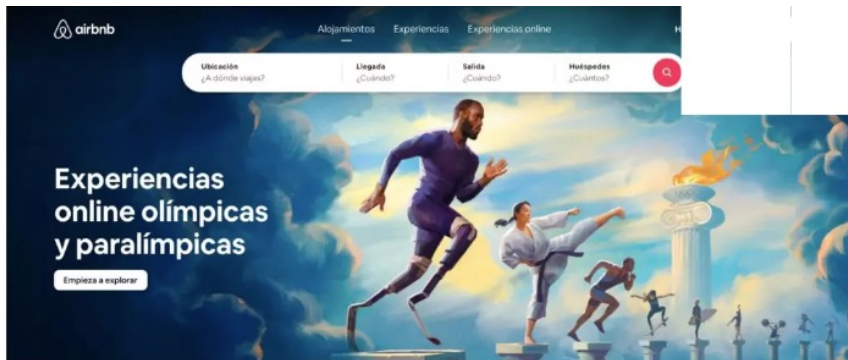 airbnb
Alojamientos Experiencias Experiencias online
Ubicación Llegada Salida Huéspedes
¿A dónde viajas? ¿Cuándo? ¿Cuándo? ¿Cuántos?
Experiencias
online olímpicas
y paralímpicas
Empieza a explorar